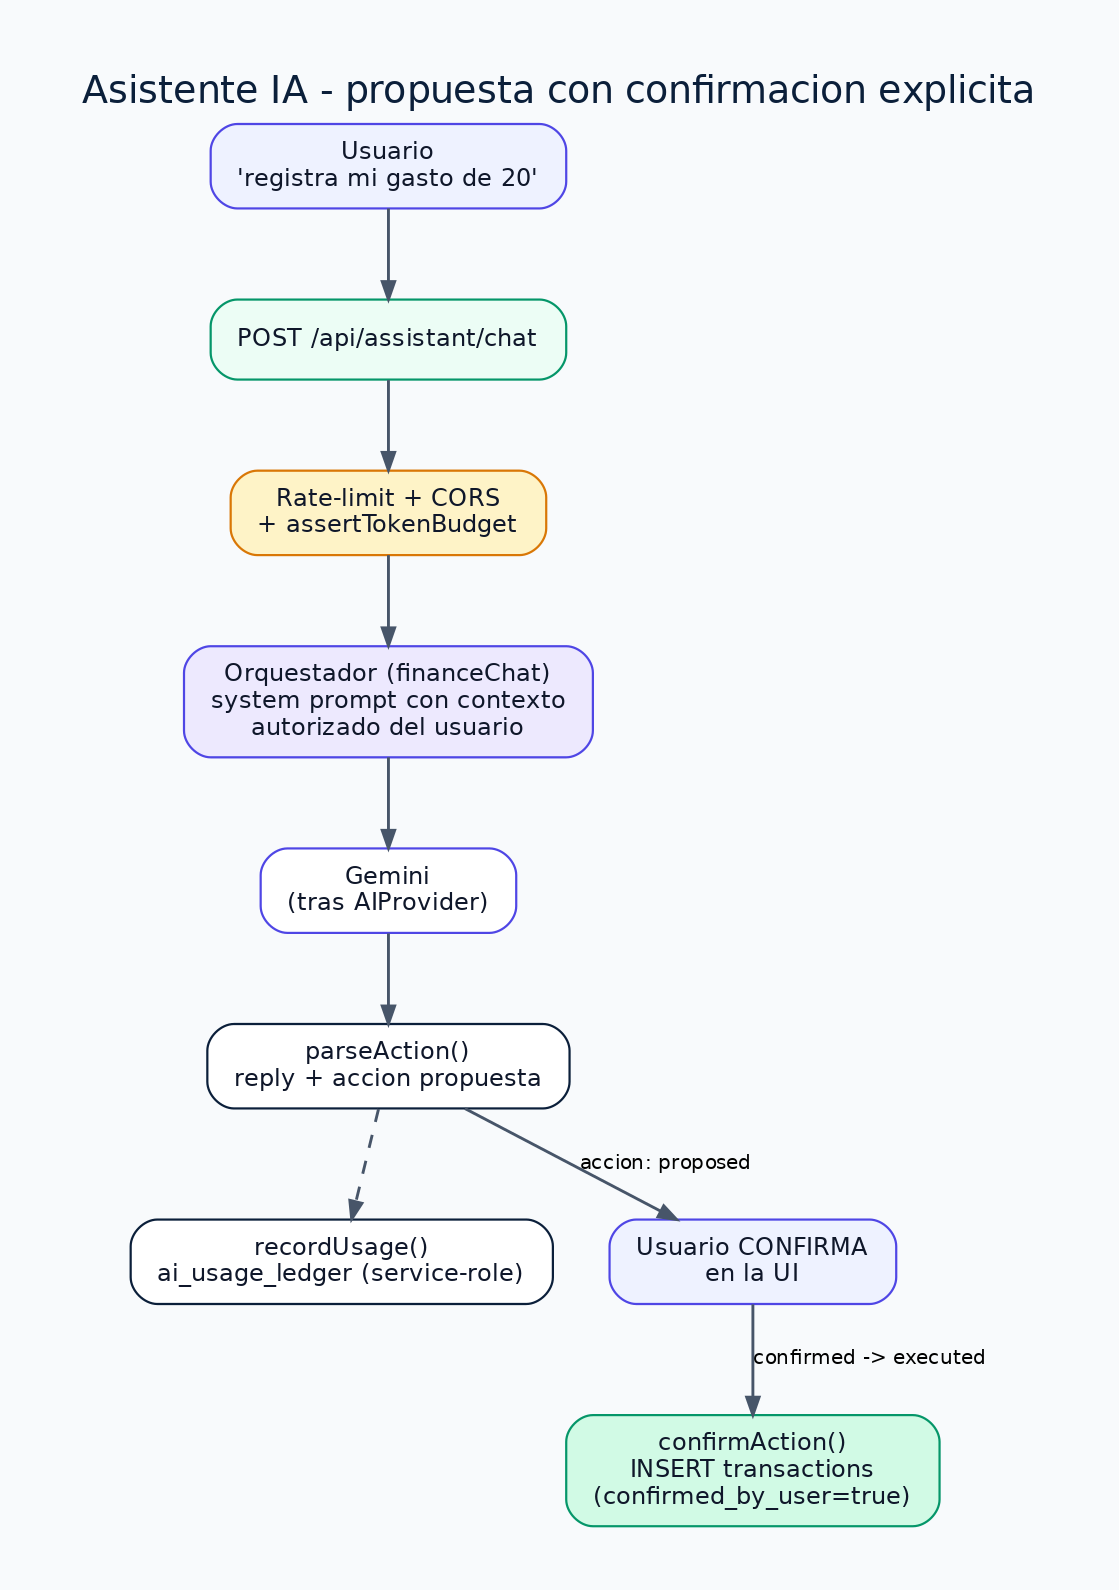 Asistente IA - propuesta con confirmacion explicita
Usuario
'registra mi gasto de 20'
POST /api/assistant/chat
Rate-limit + CORS
+ assertTokenBudget
Orquestador (financeChat)
system prompt con contexto
autorizado del usuario
Gemini
(tras AIProvider)
parseAction()
reply + accion propuesta
accion: proposed
recordUsage()
ai_usage_ledger (service-role)
Usuario CONFIRMA
en la UI
confirmed -> executed
confirmAction()
INSERT transactions
(confirmed_by_user=true)